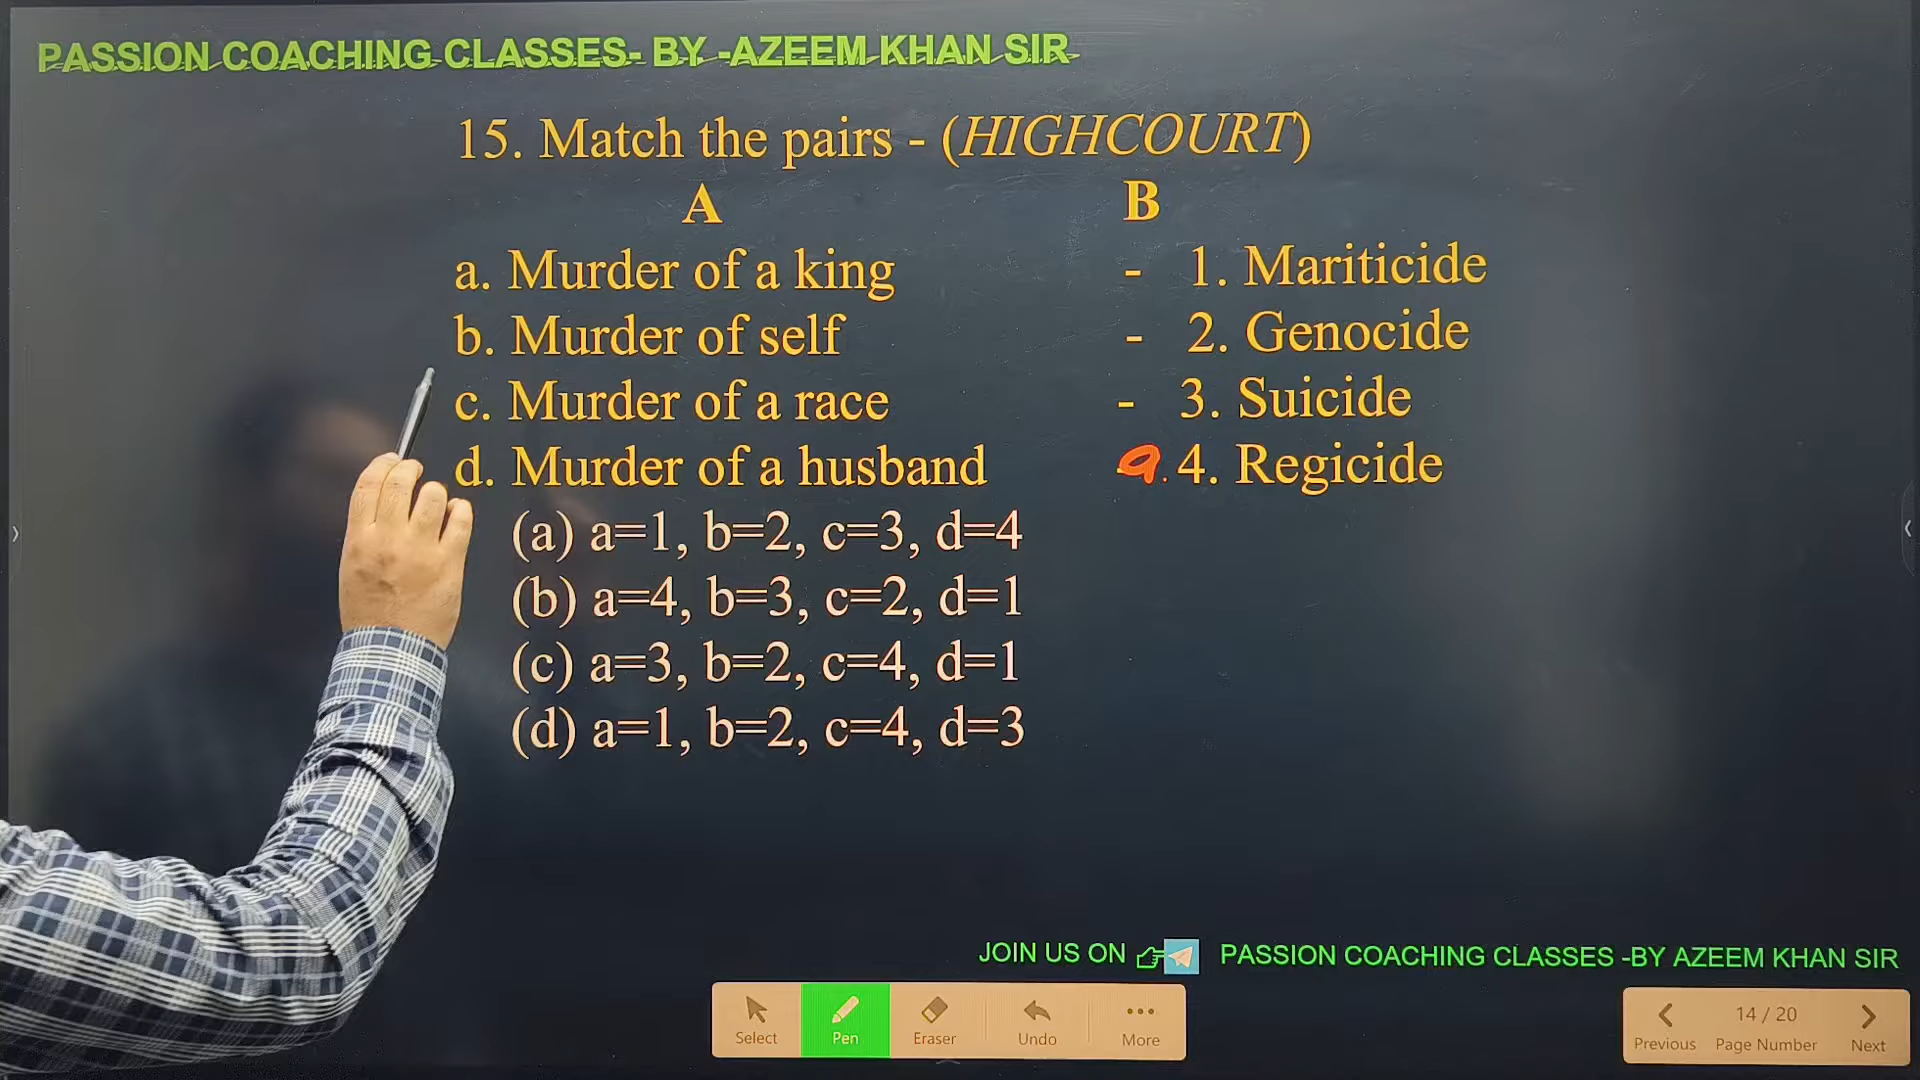 PASSION COACHING CLASSES- BY -AZEEM KHAN SIR
15. Match the pairs - (HIGHCOURT)
A B
a. Murder of a king - 1. Mariticide
b. Murder of self - 2. Genocide
c. Murder of a race - 3. Suicide
d. Murder of a husband a. 4. Regicide
(a) a=1, b=2, c=3, d=4
(b) a=4, b=3, c=2, d=1
(c) a=3, b=2, c=4, d=1
(d) a=1, b=2, c=4, d=3
JOIN US ON PASSION COACHING CLASSES -BY AZEEM KHAN SIR
Select Pen Eraser Undo More
14 / 20
Previous Page Number Next